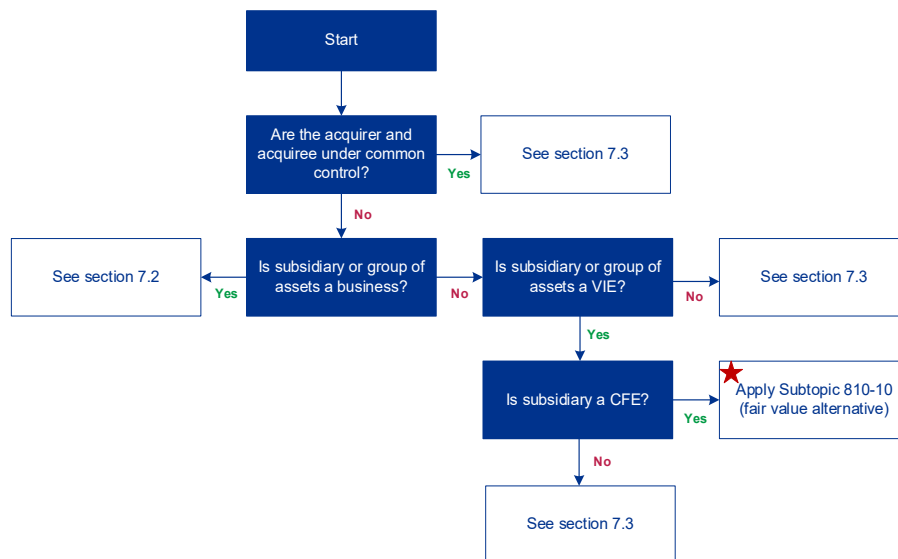 Start
Are the acquirer and
acquiree under common
control?
Yes
See section 7.3
No
See section 7.2
Yes
Is subsidiary or group of
assets a business?
No
Is subsidiary or group of
assets a VIE?
No
See section 7.3
Yes
Is subsidiary a CFE?
Yes
Apply Subtopic 810-10
(fair value alternative)
No
See section 7.3